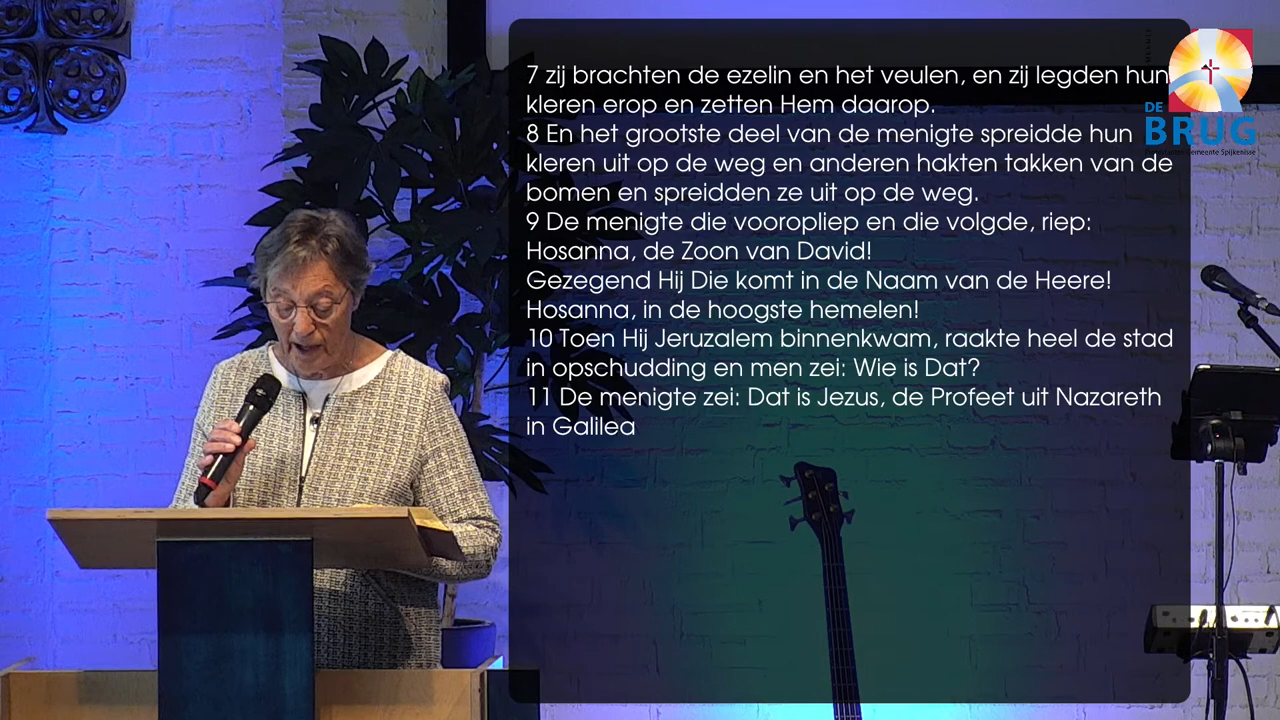 7 zij brachten de ezelin en het veulen, en zij legden hun
kleren erop en zetten Hem daarop.
8 En het grootste deel van de menigte spreidde hun
kleren uit op de weg en anderen hakten takken van de
bomen en spreidden ze uit op de weg.
9 De menigte die vooropliep en die volgde, riep:
Hosanna, de Zoon van David!
Gezegend Hij Die komt in de Naam van de Heere!
Hosanna, in de hoogste hemelen!
10 Toen Hij Jeruzalem binnenkwam, raakte heel de stad
in opschudding en men zei: Wie is Dat?
11 De menigte zei: Dat is Jezus, de Profeet uit Nazareth
in Galilea
DE
BRUG
Gemeente Spijkenisse